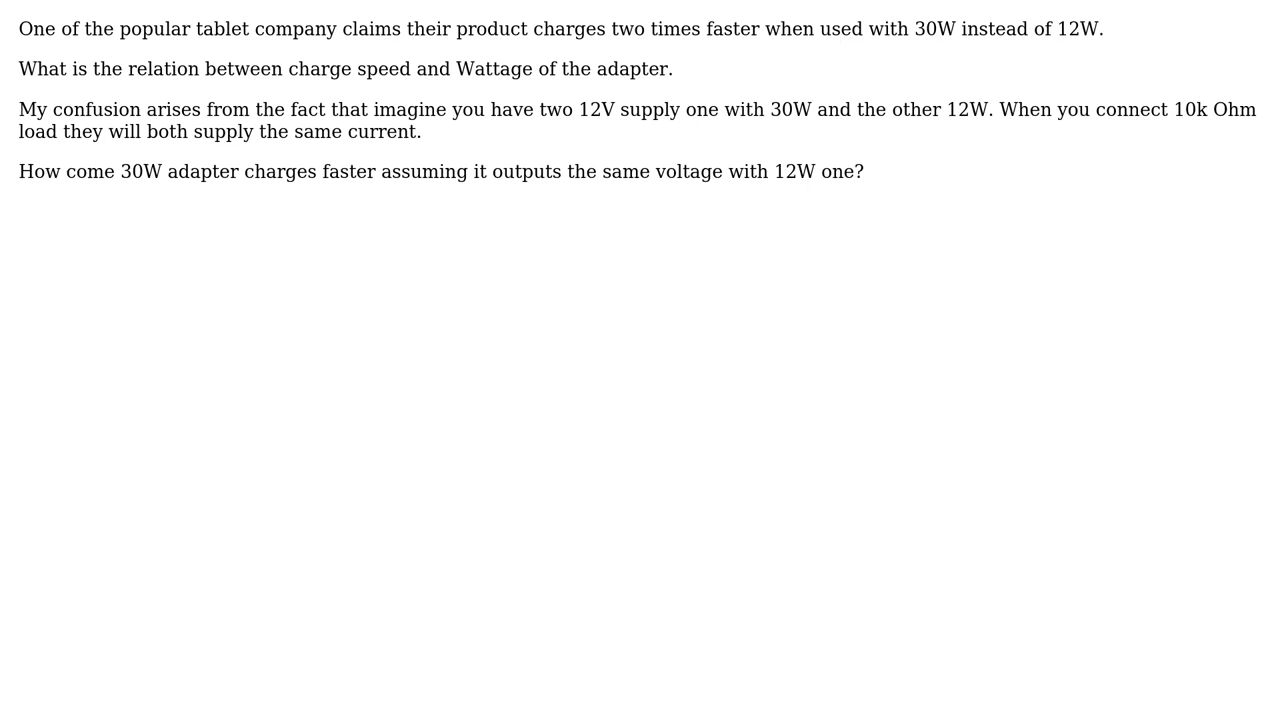 One of the popular tablet company claims their product charges two times faster when used with 30W instead of 12W.
What is the relation between charge speed and Wattage of the adapter.
My confusion arises from the fact that imagine you have two 12V supply one with 30W and the other 12W. When you connect 10k Ohm
load they will both supply the same current.
How come 30W adapter charges faster assuming it outputs the same voltage with 12W one?